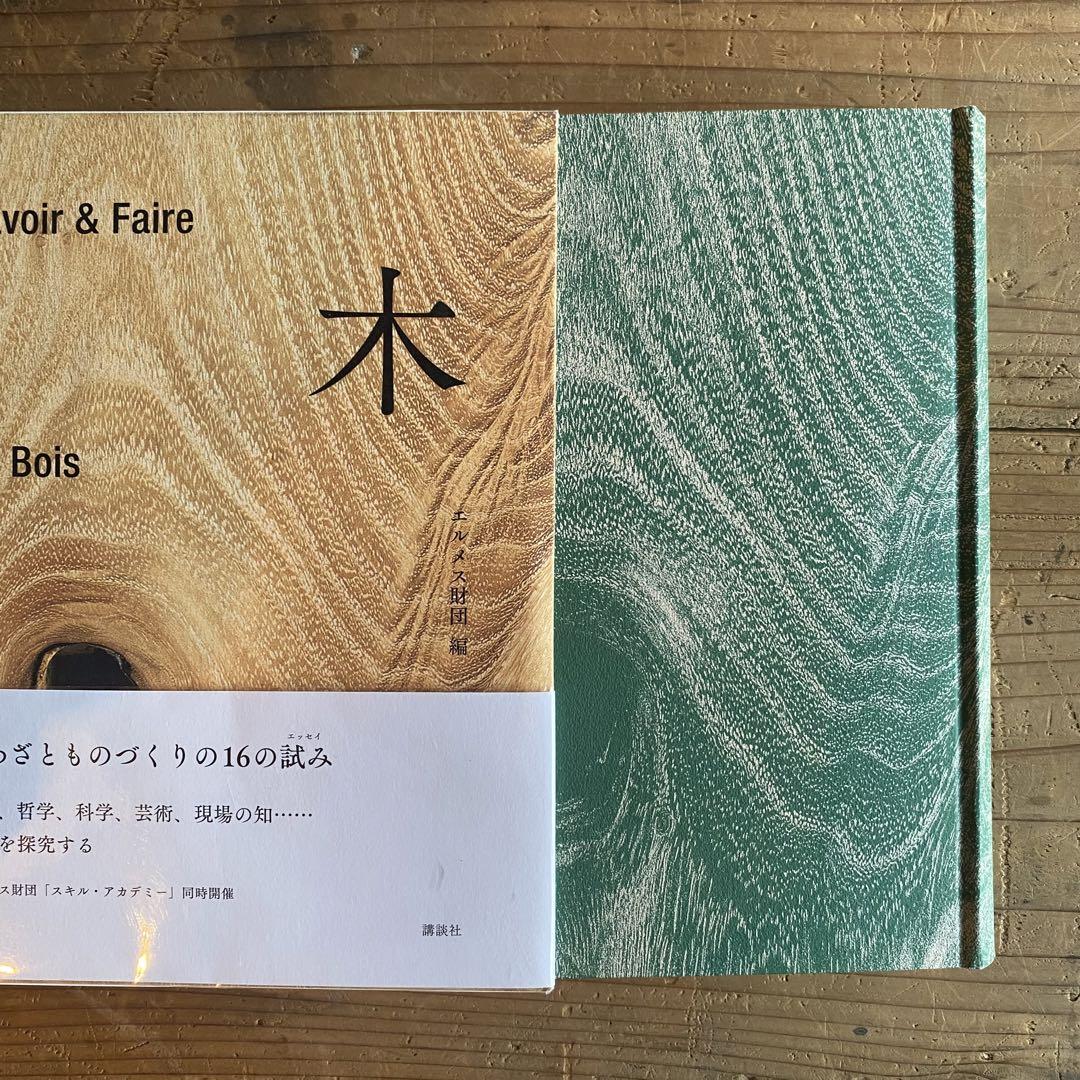 avoir & Faire
木
Bois
エルメス財団 編
わざとものづくりの16の試み
エッセイ
、哲学、科学、芸術、現場の知……
を探究する
ス財団「スキル・アカデミー」同時開催
講談社